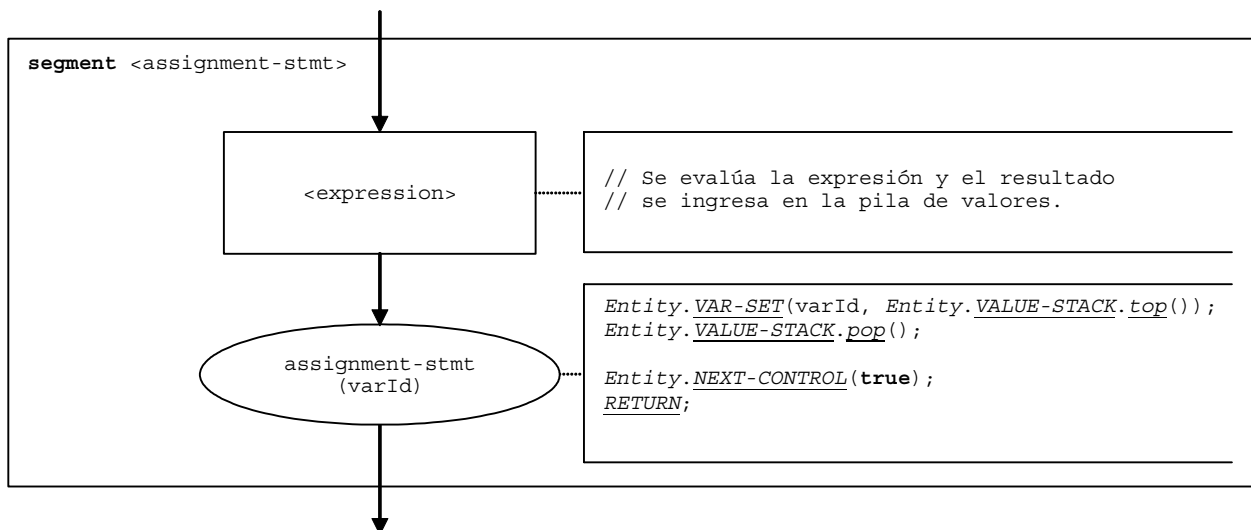 segment <assignment-stmt>
<expression>
// Se evalúa la expresión y el resultado
// se ingresa en la pila de valores.
assignment-stmt
(varId)
Entity.VAR-SET(varId, Entity.VALUE-STACK.top());
Entity.VALUE-STACK.pop();
Entity.NEXT-CONTROL(true);
RETURN;